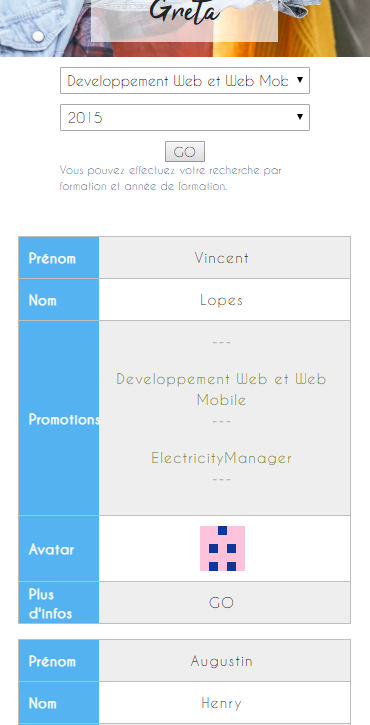 Greta
Developpement Web et Web Mob
2015
GO
Vous pouvez effectuez votre recherche par
formation et année de formation.
Prénom Vincent
Nom Lopes
---
Developpement Web et Web
Mobile
Promotions
---
ElectricityManager
---
Avatar
Plus
d'infos
GO
Prénom Augustin
Nom Henry